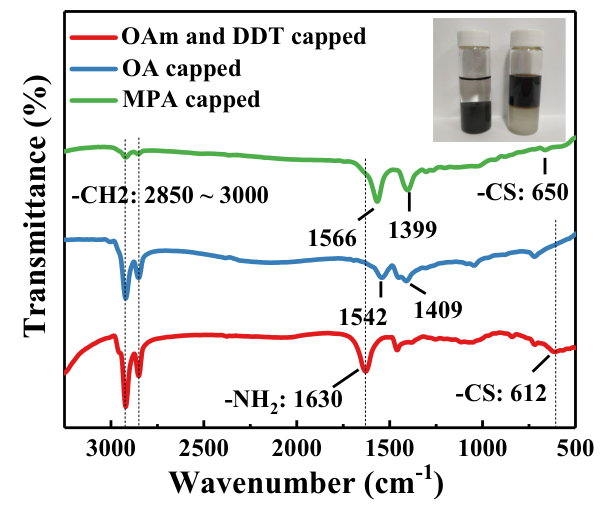 OAm and DDT capped
OA capped
MPA capped
Transmittance (%)
-CH2: 2850 ~ 3000
-CS: 650
1566
1399
1542
1409
-NH₂: 1630
-CS: 612
3000 2500 2000 1500 1000 500
Wavenumber (cm⁻¹)